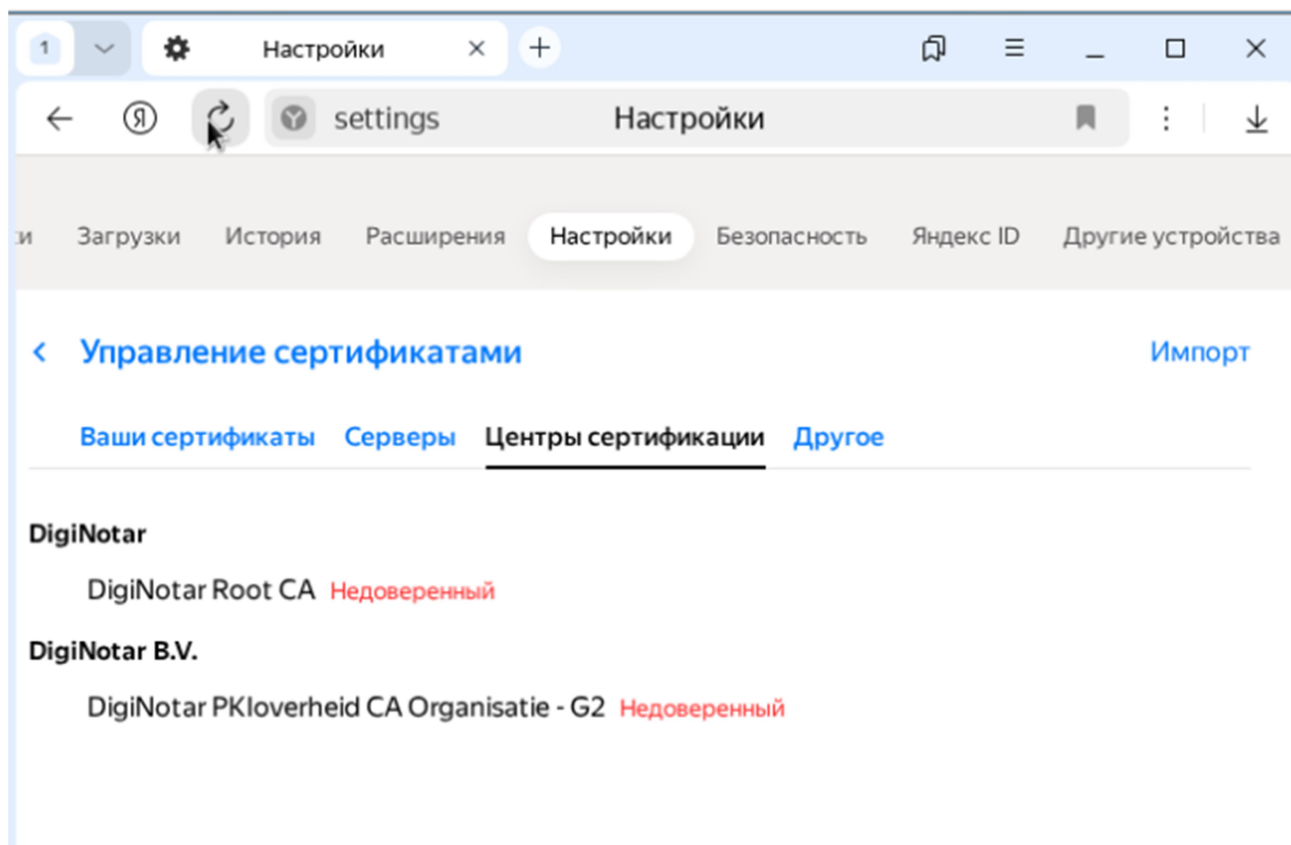 1 Настройки
Я settings Настройки
ки Загрузки История Расширения Настройки Безопасность Яндекс ID Другие устройства
Управление сертификатами Импорт
Ваши сертификаты Серверы Центры сертификации Другое
DigiNotar
DigiNotar Root CA Недоверенный
DigiNotar B.V.
DigiNotar PKIoverheid CA Organisatie - G2 Недоверенный